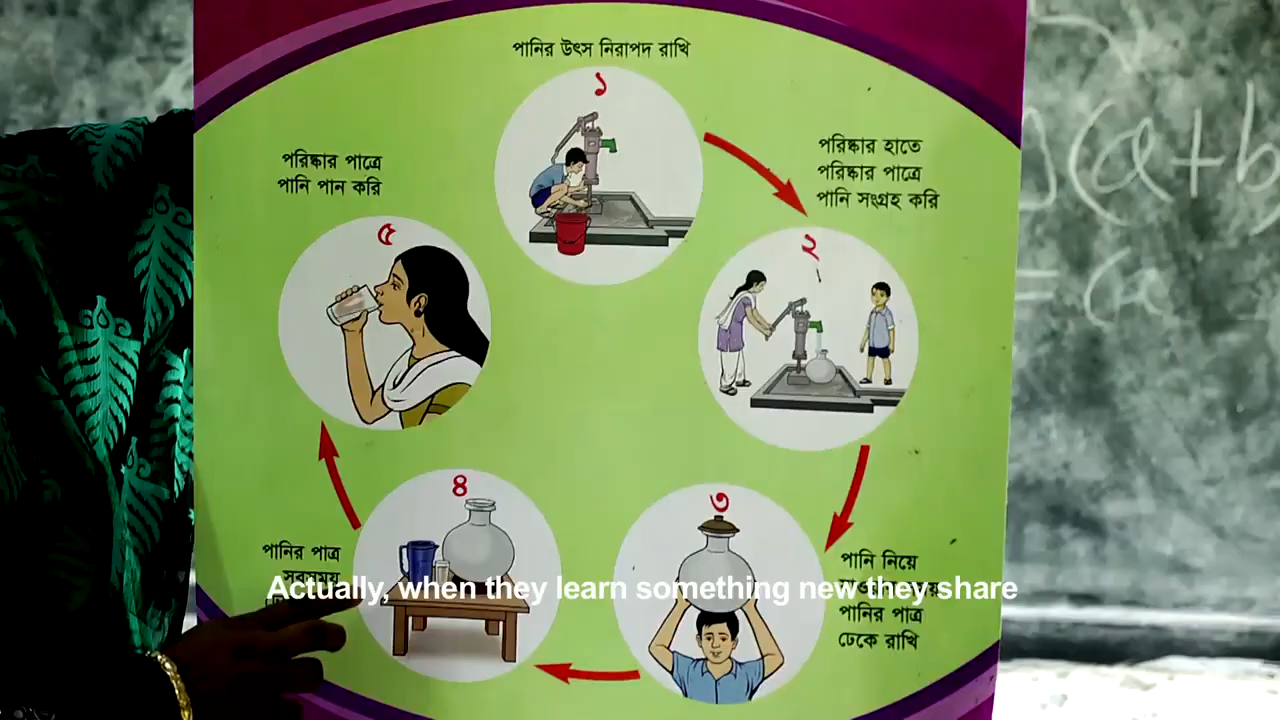 পানির উৎস নিরাপদ রাখি
১
পরিষ্কার হাতে
পরিষ্কার পাত্রে
পানি সংগ্রহ করি
২
পানি নিয়ে
পানির পাত্র
ঢেকে রাখি
৩
পানির পাত্র
সবসময়
৪
পরিষ্কার পাত্রে
পানি পান করি
৫
(a+b
= (a
Actually, when they learn something new they share